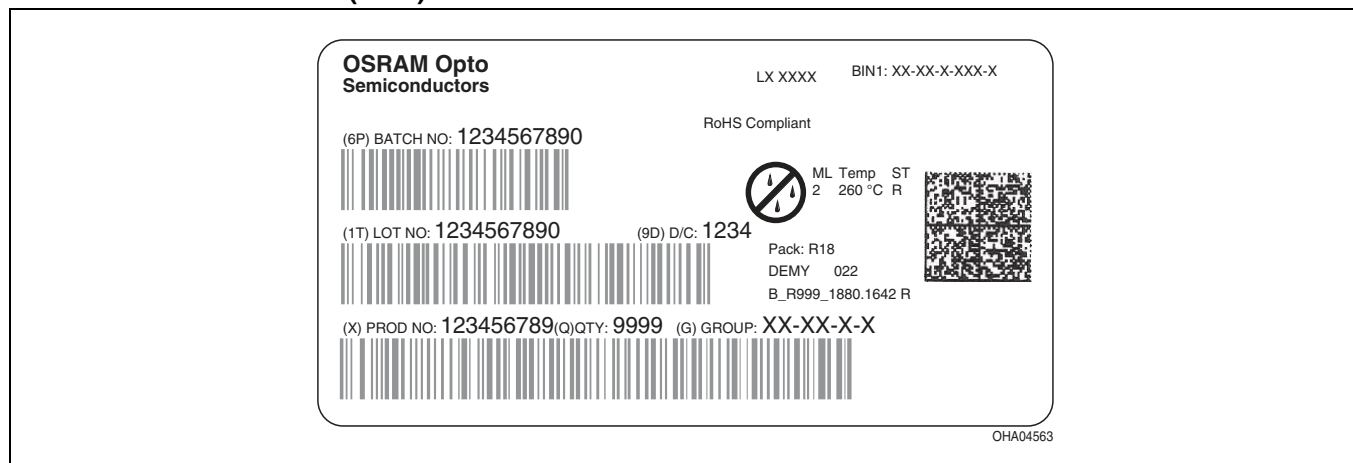 OSRAM Opto
Semiconductors
LX XXXX
BIN1: XX-XX-X-XXX-X
RoHS Compliant
(6P) BATCH NO: 1234567890
ML Temp ST
2 260 °C R
(1T) LOT NO: 1234567890
(9D) D/C: 1234
Pack: R18
DEMY 022
B_R999_1880.1642 R
(X) PROD NO: 123456789(Q)QTY: 9999 (G) GROUP: XX-XX-X-X
OHA04563